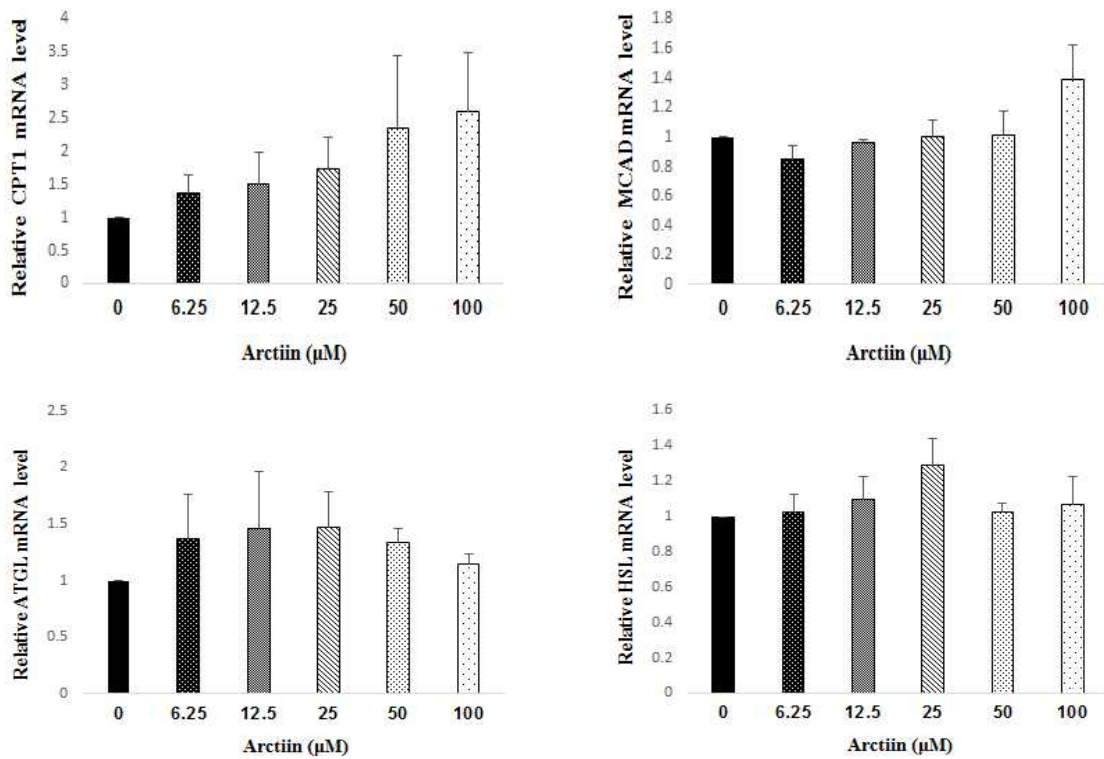 Relative CPT1 mRNA level
4
3.5
3
2.5
2
1.5
1
0.5
0
0 6.25 12.5 25 50 100
Arctiin (μM)
Relative MCAD mRNA level
1.8
1.6
1.4
1.2
1
0.8
0.6
0.4
0.2
0
0 6.25 12.5 25 50 100
Arctiin (μM)
Relative ATGL mRNA level
2.5
2
1.5
1
0.5
0
0 6.25 12.5 25 50 100
Arctiin (μM)
Relative HSL mRNA level
1.6
1.4
1.2
1
0.8
0.6
0.4
0.2
0
0 6.25 12.5 25 50 100
Arctiin (μM)